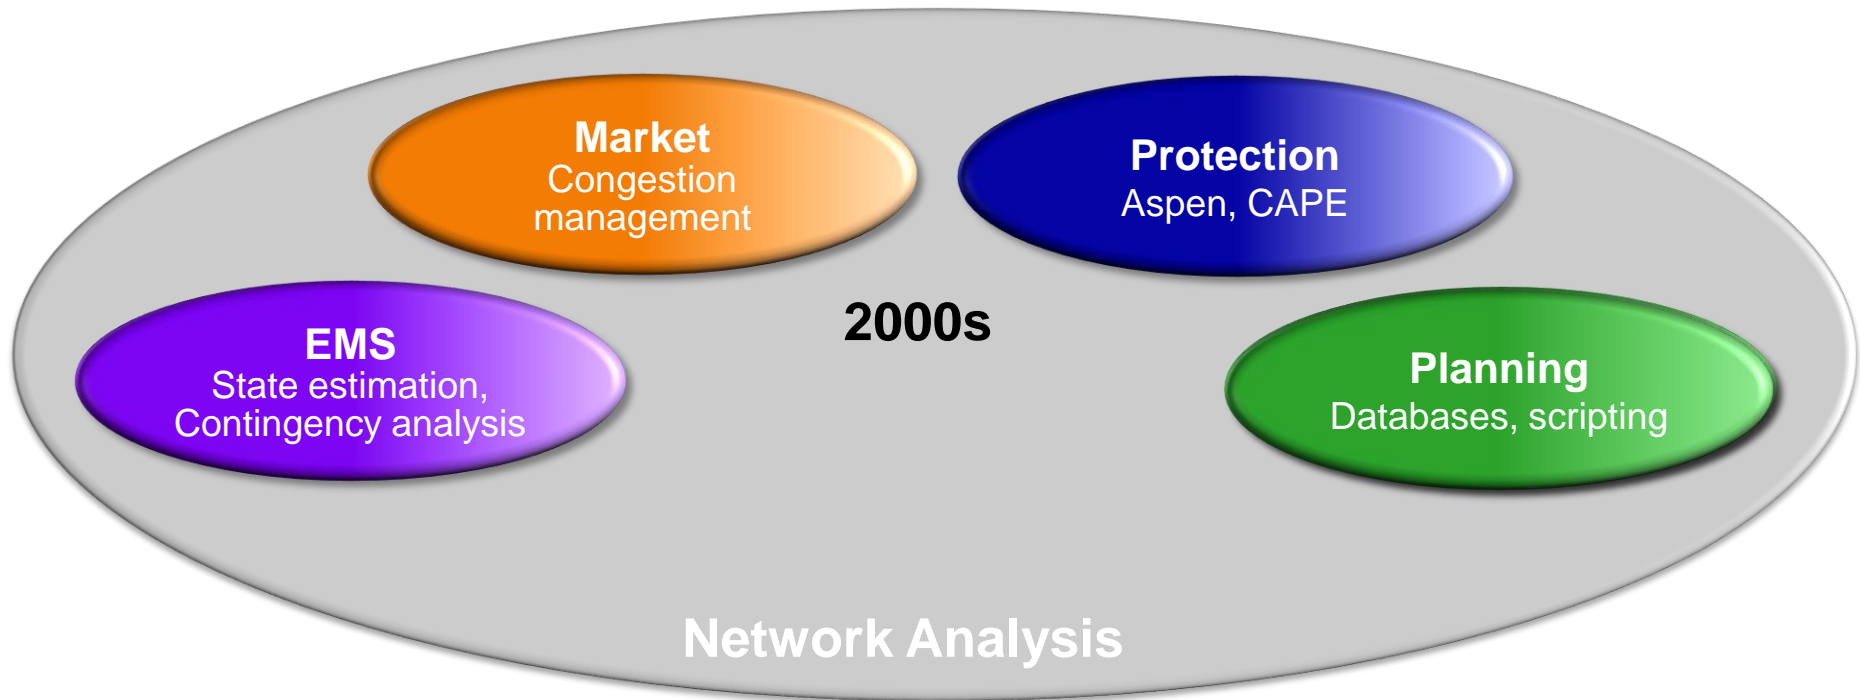 Market
Congestion
management
Protection
Aspen, CAPE
2000s
EMS
State estimation,
Contingency analysis
Planning
Databases, scripting
Network Analysis